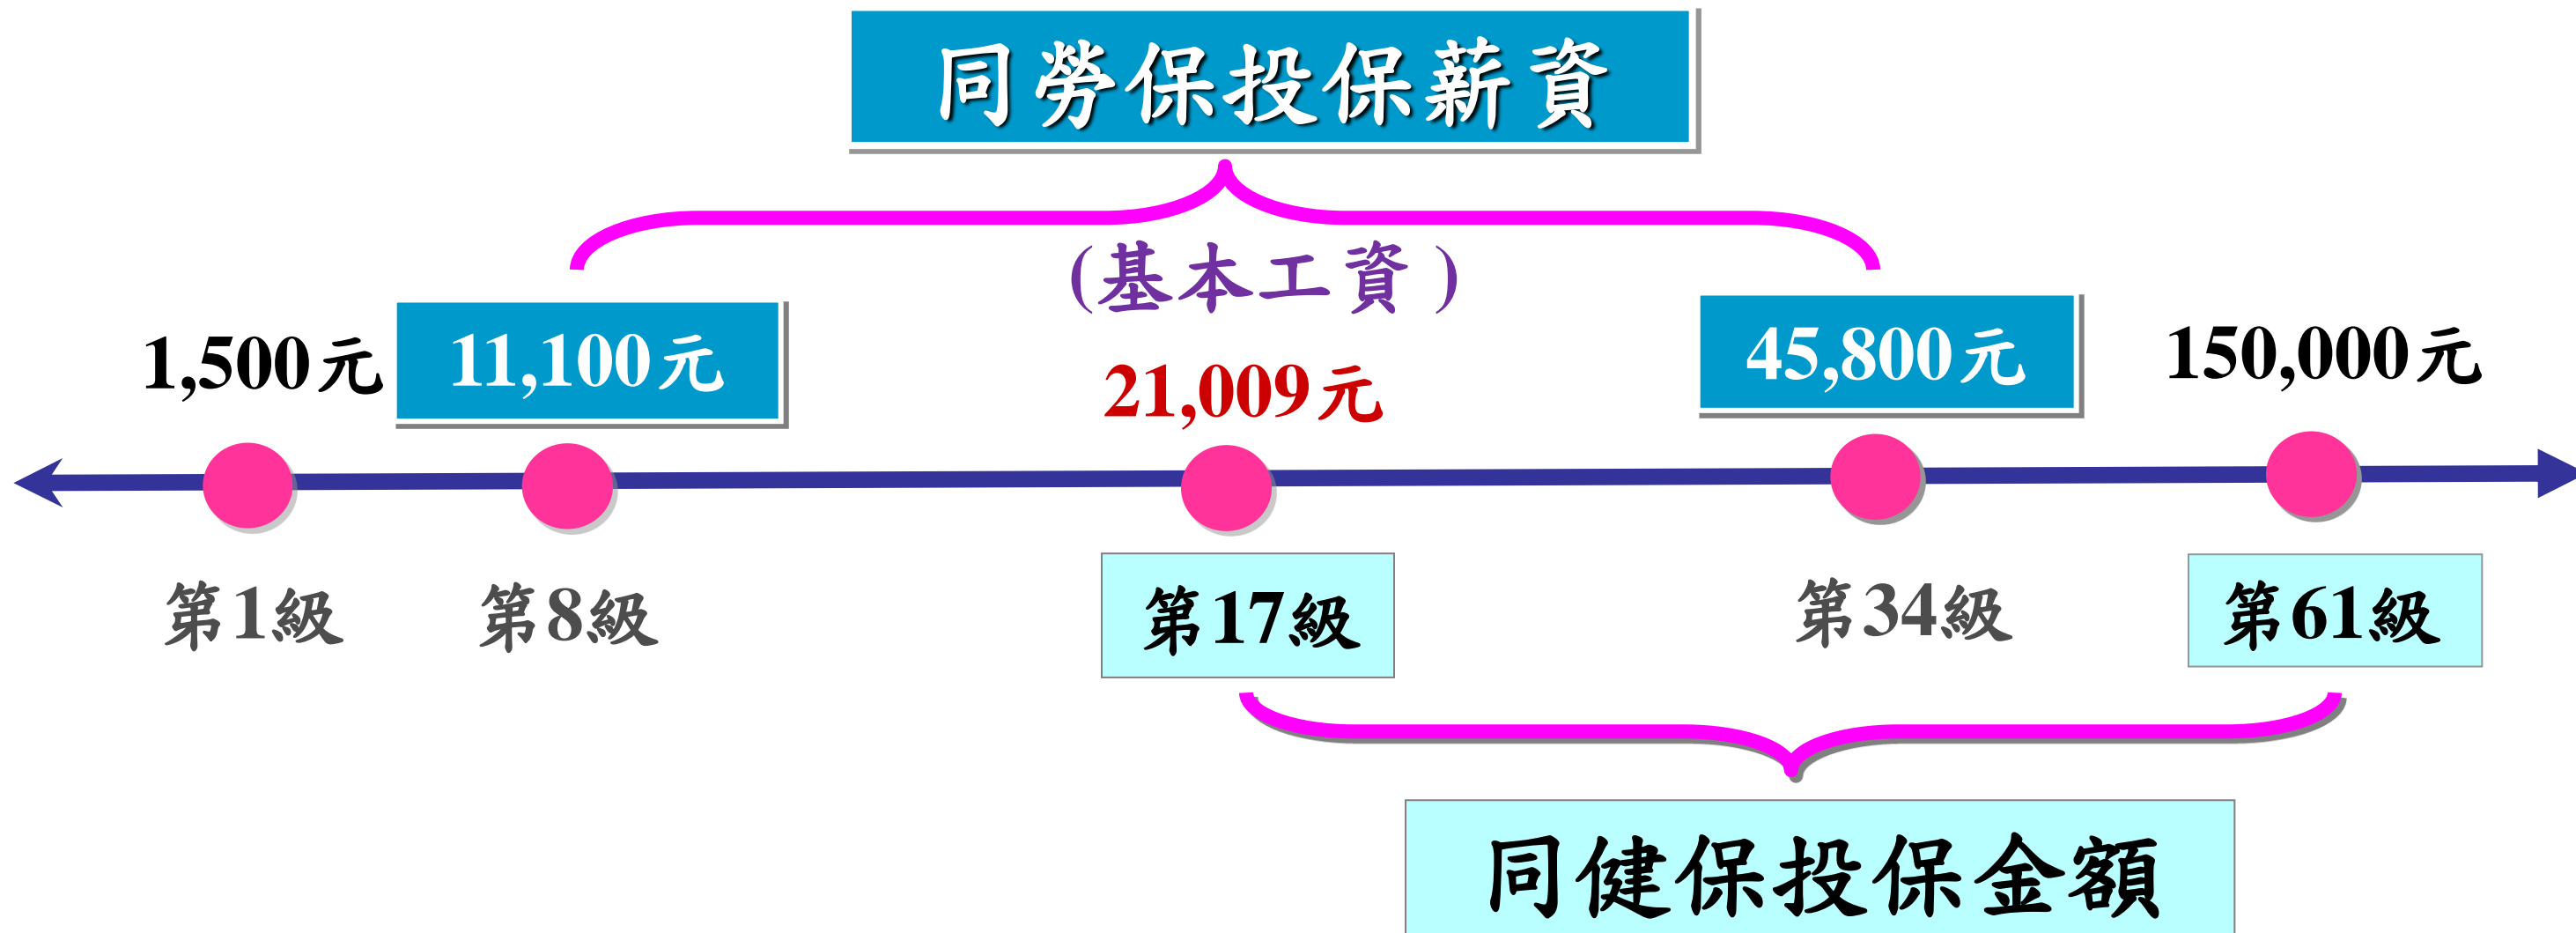 同勞保投保薪資
(基本工資)
1,500元
11,100元
21,009元
45,800元
150,000元
第1級
第8級
第17級
第34級
第61級
同健保投保金額